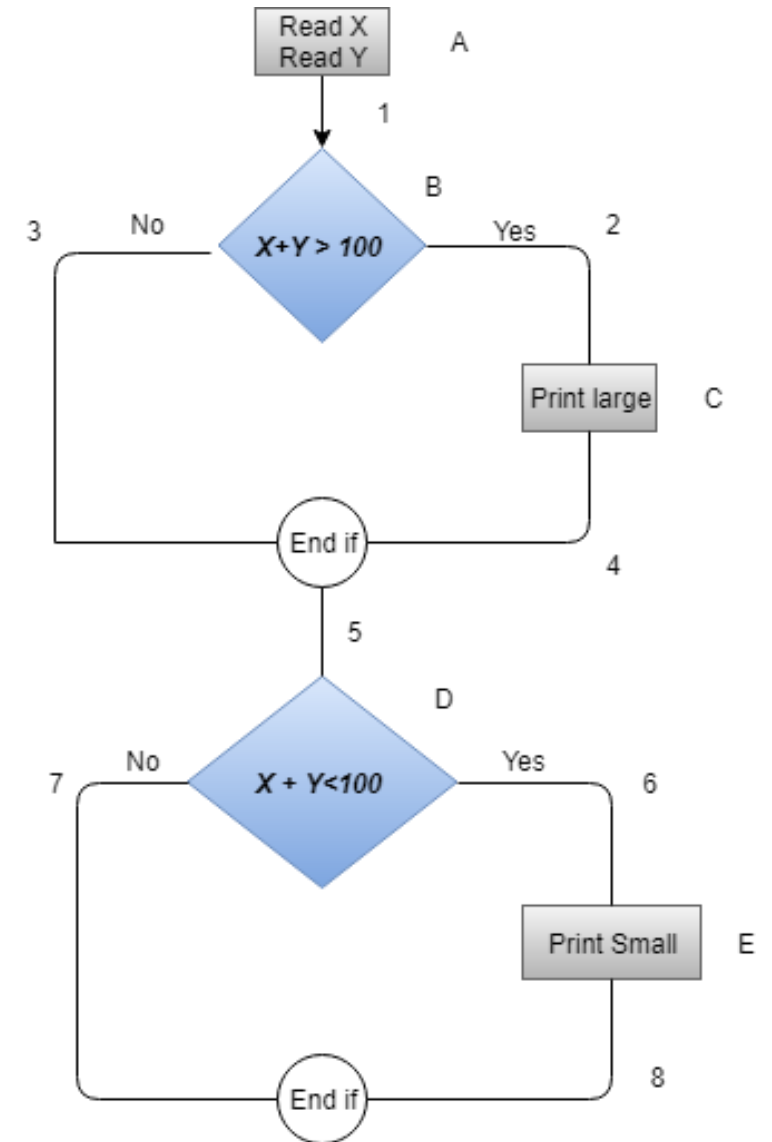 Read X
Read Y
A
1
B
3
No
X+Y > 100
Yes
2
Print large
C
End if
4
5
D
7
No
X + Y<100
Yes
6
Print Small
E
End if
8